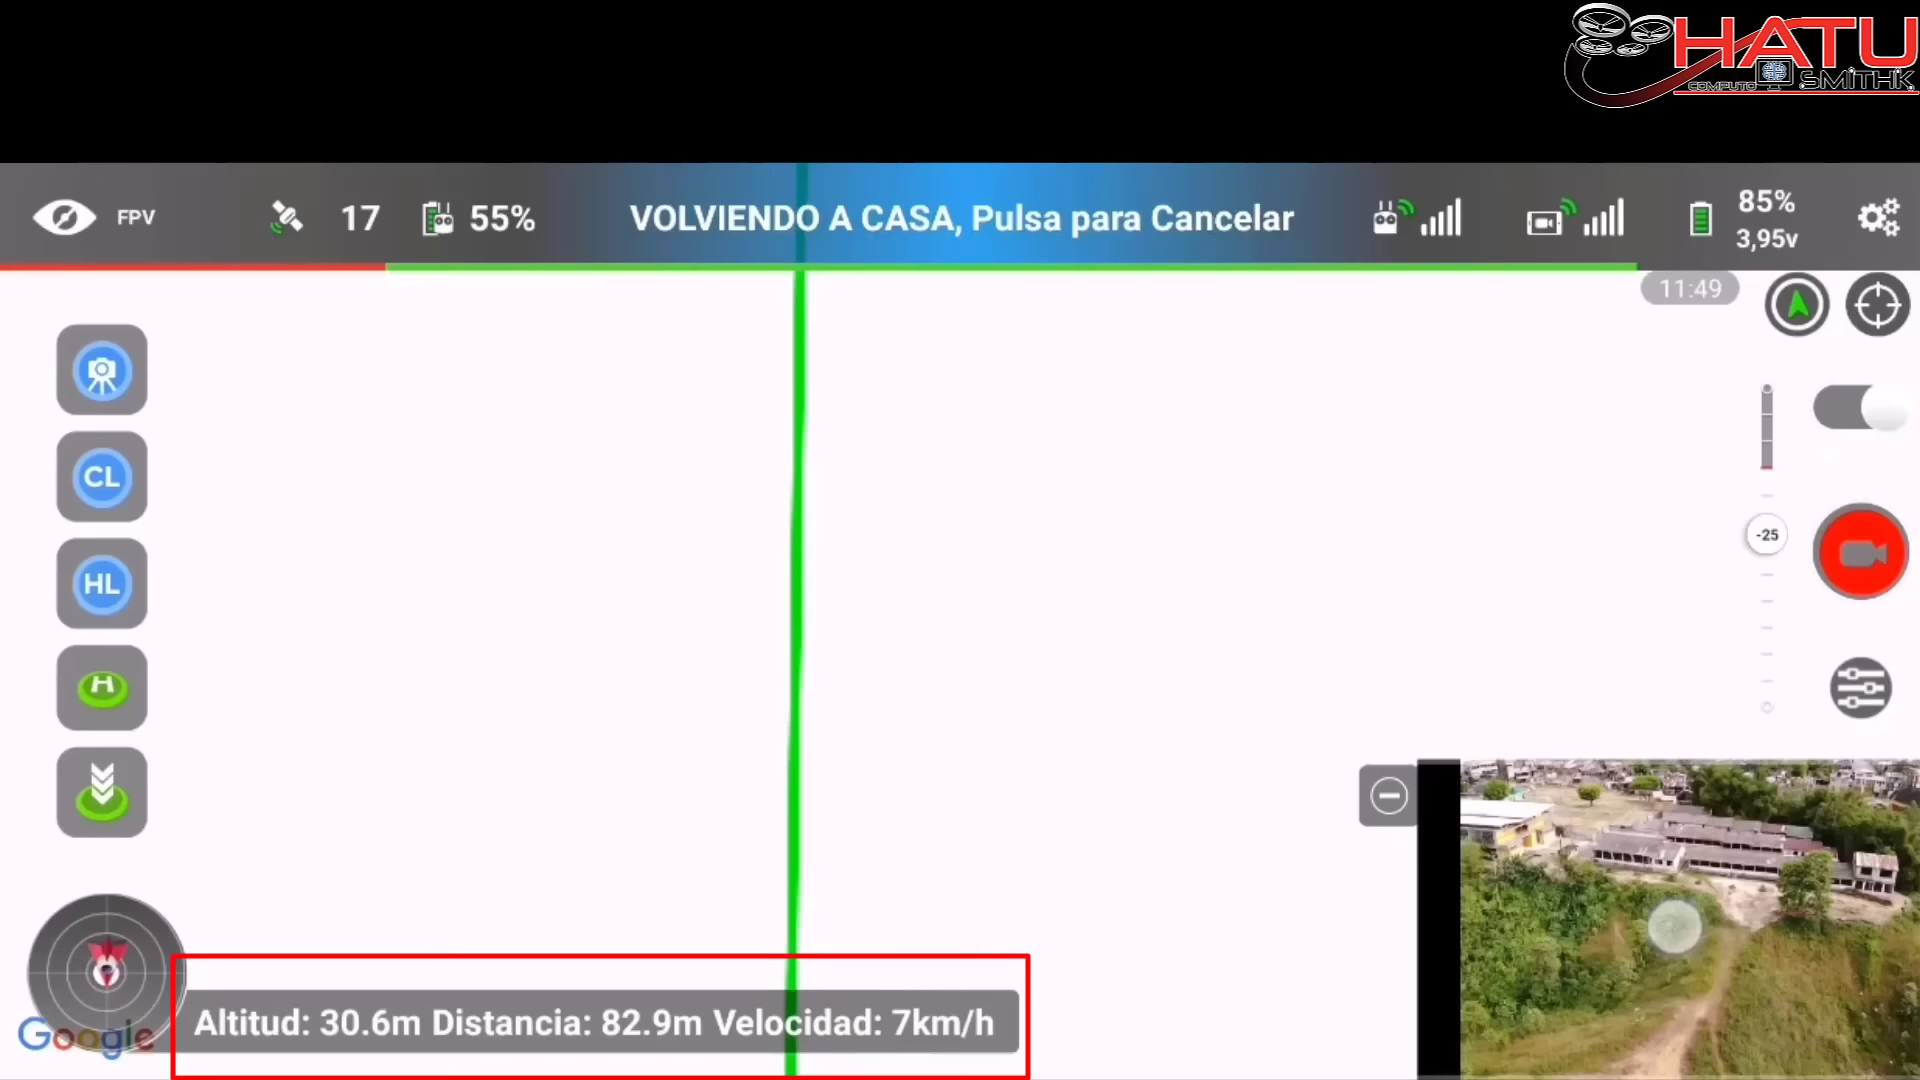 HATU
COMPUTO SMITHK
FPV
17
55%
VOLVIENDO A CASA, Pulsa para Cancelar
85%
3,95v
11:49
CL
HL
H
-25
Google
Altitud: 30.6m Distancia: 82.9m Velocidad: 7km/h